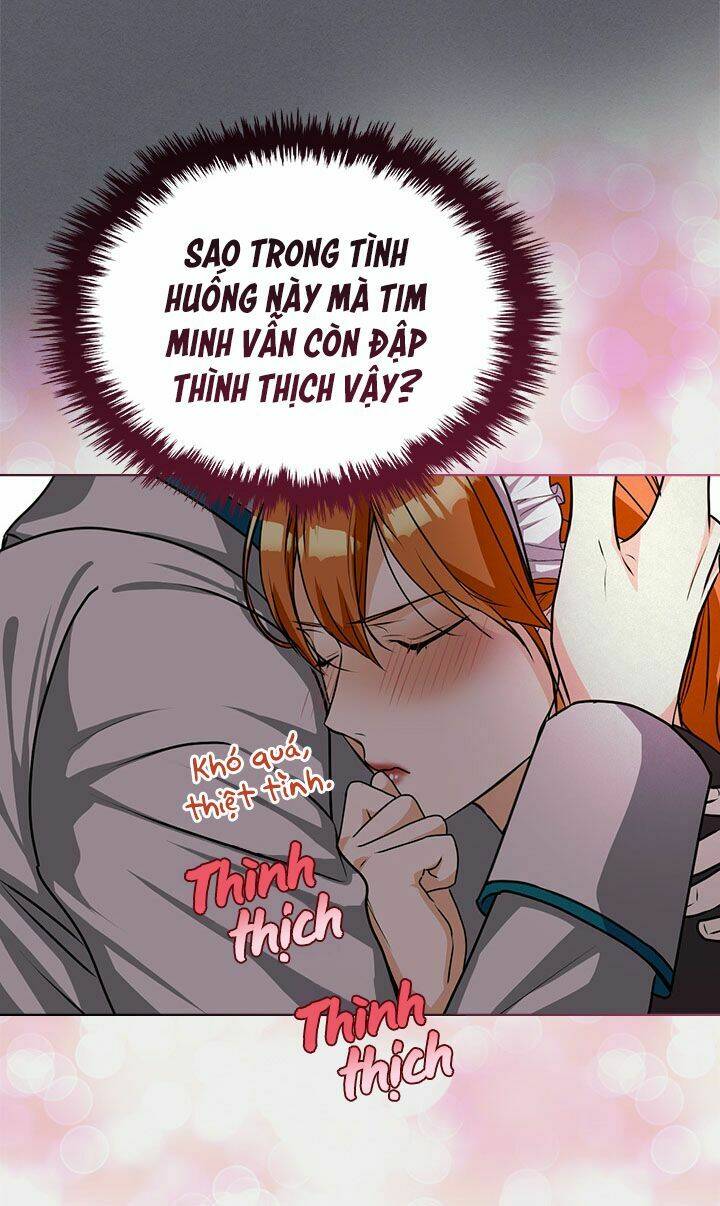 SAO TRONG TÌNH
HUỐNG NÀY MÀ TIM
MINH VẪN CÒN ĐẬP
THÌNH THỊCH VẬY?
Khó quá,
thiệt tình.
Thình
thịch
Thình
thịch